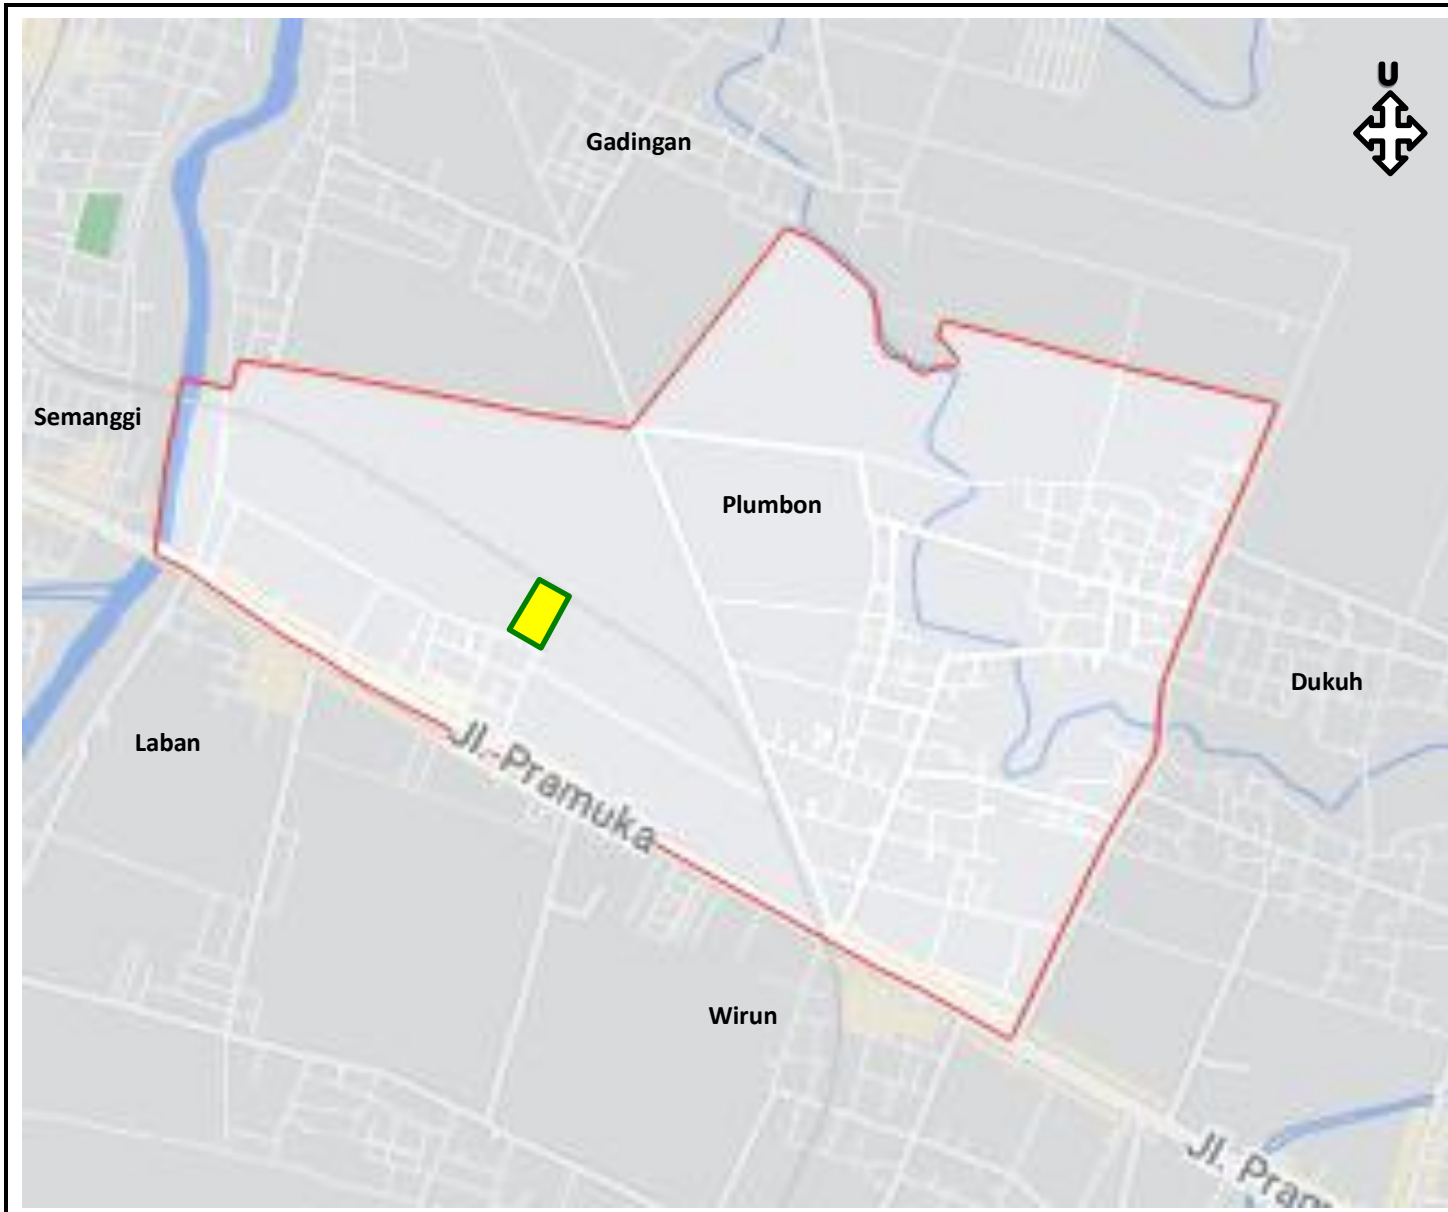 U
Gadingan
Semanggi
Plumbon
Dukuh
Laban
Jl. Pramuka
Wirun
Jl. Pram